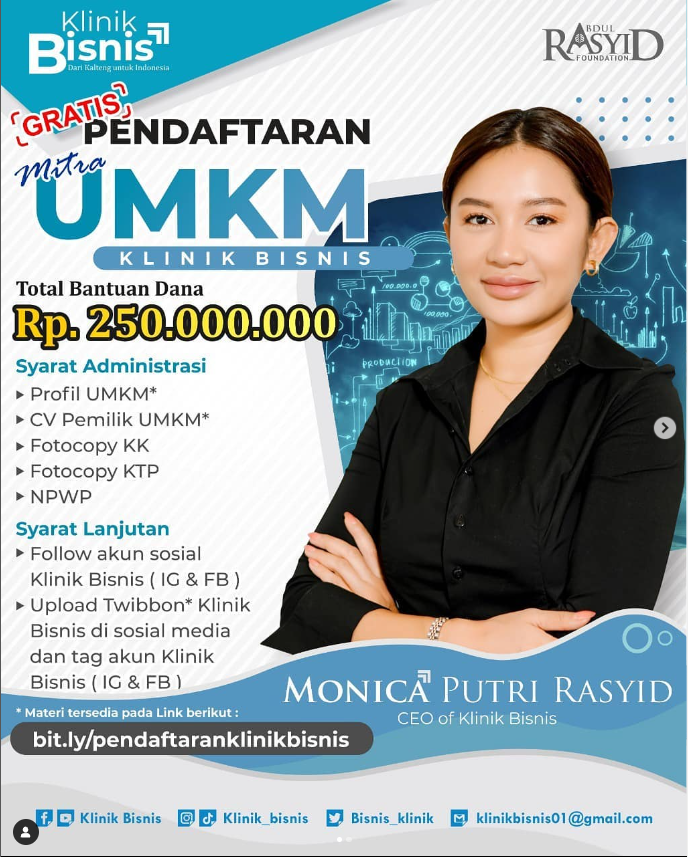 Klinik
Bisnis
Dari Kalteng untuk Indonesia
ABDUL
RASYID
FOUNDATION
GRATIS
PENDAFTARAN
Mitra
UMKM
KLINIK BISNIS
Total Bantuan Dana
Rp. 250.000.000
Syarat Administrasi
Profil UMKM*
CV Pemilik UMKM*
Fotocopy KK
Fotocopy KTP
NPWP
Syarat Lanjutan
Follow akun sosial
Klinik Bisnis ( IG & FB )
Upload Twibbon* Klinik
Bisnis di sosial media
dan tag akun Klinik
Bisnis ( IG & FB )
* Materi tersedia pada Link berikut :
bit.ly/pendaftaranklinikbisnis
100.000.0
PRODUCTION
MONICA PUTRI RASYID
CEO of Klinik Bisnis
Klinik Bisnis
Klinik_bisnis
Bisnis_klinik
klinikbisnis01@gmail.com